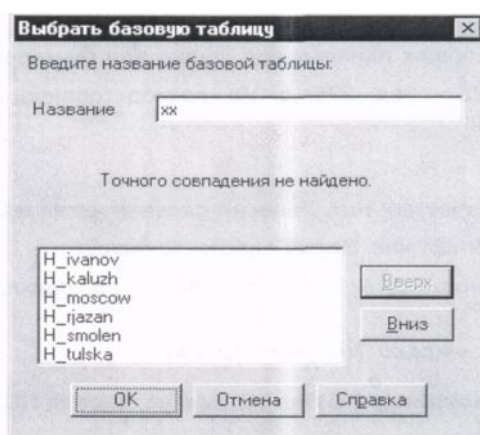 Выбрать базовую таблицу
Введите название базовой таблицы:
Название xx
Точного совпадения не найдено.
H_ivanov
H_kaluzh
H_moscow
H_rjazan
H_smolen
H_tulska
Вверх
Вниз
OK Отмена Справка